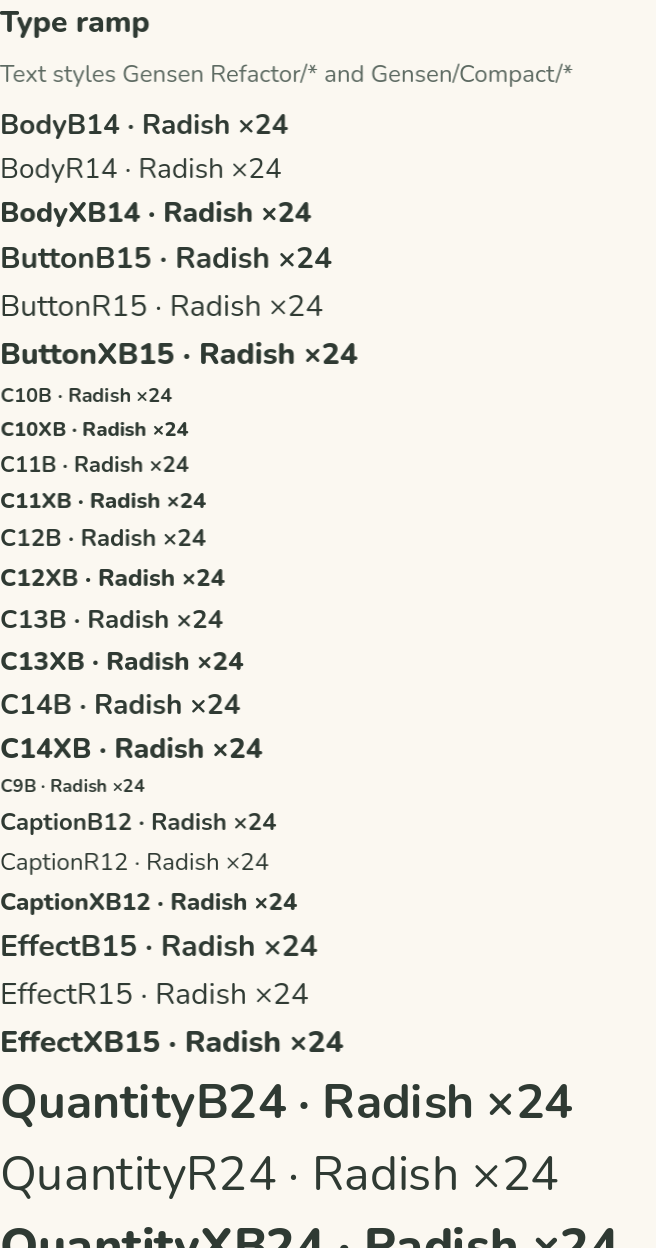 Type ramp
Text styles Gensen Refactor/* and Gensen/Compact/*
BodyB14 · Radish ×24
BodyR14 · Radish ×24
BodyXB14 · Radish ×24
ButtonB15 · Radish ×24
ButtonR15 · Radish ×24
ButtonXB15 · Radish ×24
C10B · Radish ×24
C10XB · Radish ×24
C11B · Radish ×24
C11XB · Radish ×24
C12B · Radish ×24
C12XB · Radish ×24
C13B · Radish ×24
C13XB · Radish ×24
C14B · Radish ×24
C14XB · Radish ×24
C9B · Radish ×24
CaptionB12 · Radish ×24
CaptionR12 · Radish ×24
CaptionXB12 · Radish ×24
EffectB15 · Radish ×24
EffectR15 · Radish ×24
EffectXB15 · Radish ×24
QuantityB24 · Radish ×24
QuantityR24 · Radish ×24
QuantityXB24 · Radish ×24